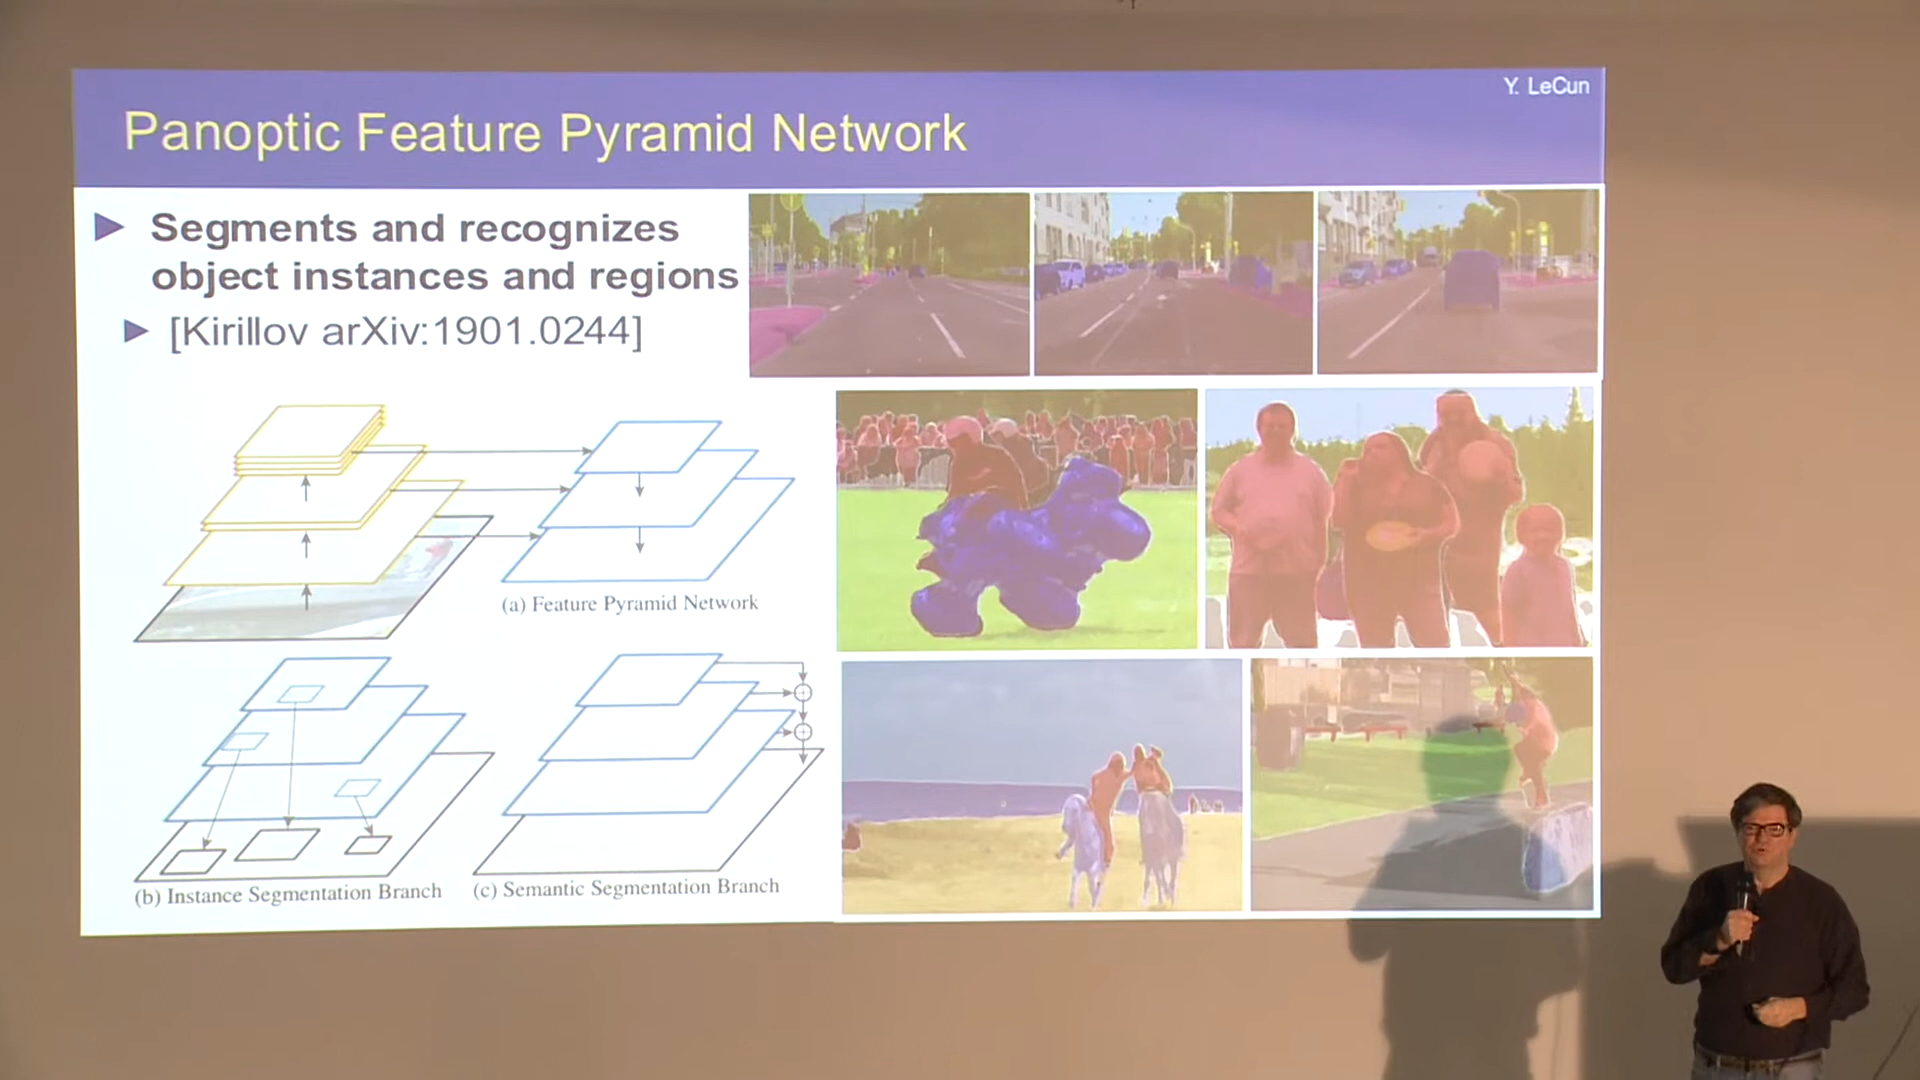 Y. LeCun
Panoptic Feature Pyramid Network
Segments and recognizes
object instances and regions
[Kirillov arXiv:1901.0244]
(a) Feature Pyramid Network
(b) Instance Segmentation Branch
(c) Semantic Segmentation Branch